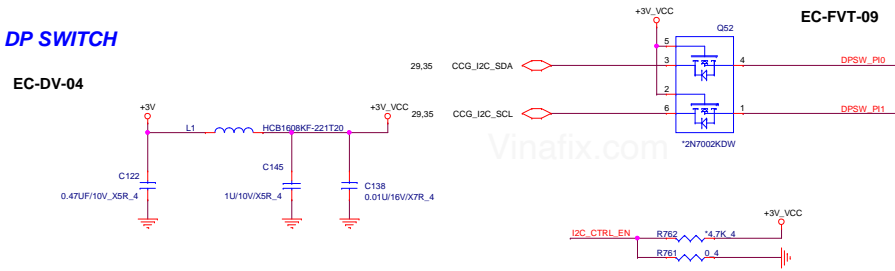 DP SWITCH
EC-DV-04
+3V
L1
HCB1608KF-221T20
+3V_VCC
C122
0.47UF/10V_X5R_4
C145
1U/10V/X5R_4
C138
0.01U/16V/X7R_4
EC-FVT-09
+3V_VCC
Q52
5
29,35 CCG_I2C_SDA 3 4 DPSW_PI0
2
29,35 CCG_I2C_SCL 6 1 DPSW_PI1
*2N7002KDW
Vinafix.com
+3V_VCC
I2C_CTRL_EN R762 *4.7K_4
R761 0_4